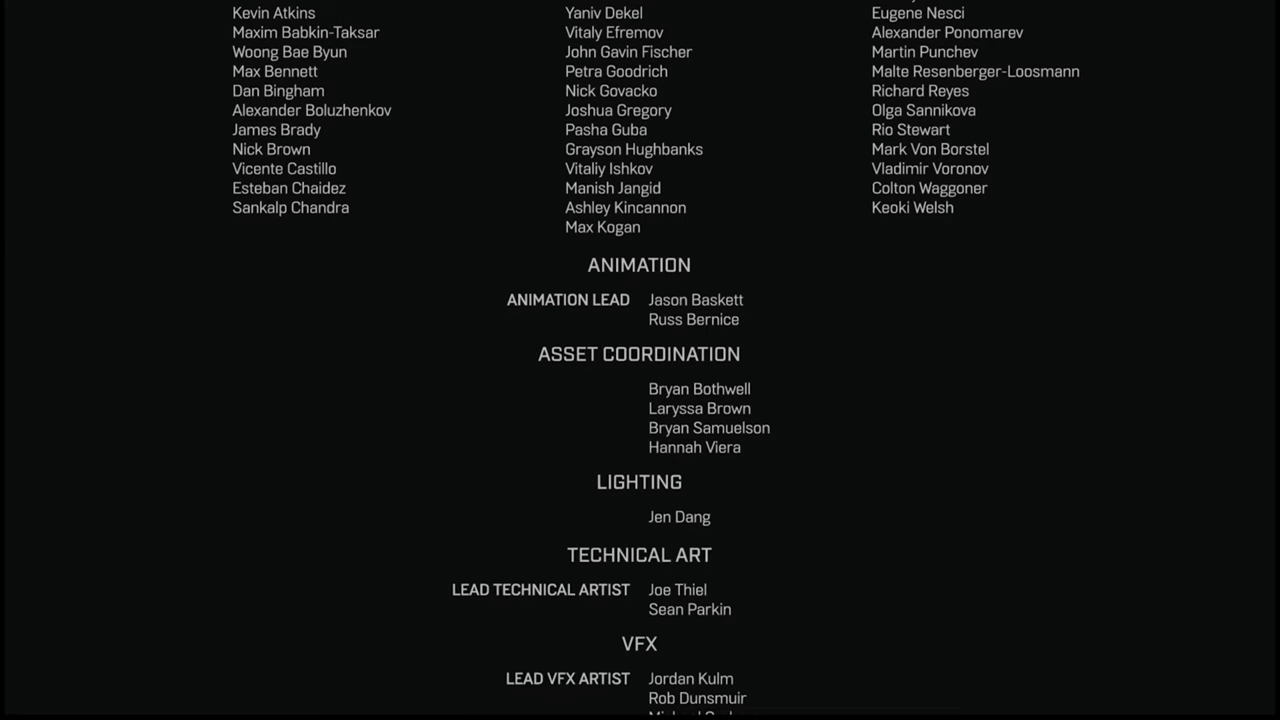 Kevin Atkins
Maxim Babkin-Taksar
Woong Bae Byun
Max Bennett
Dan Bingham
Alexander Boluzhenkov
James Brady
Nick Brown
Vicente Castillo
Esteban Chaidez
Sankalp Chandra
Yaniv Dekel
Vitaly Efremov
John Gavin Fischer
Petra Goodrich
Nick Govacko
Joshua Gregory
Pasha Guba
Grayson Hughbanks
Vitaliy Ishkov
Manish Jangid
Ashley Kincannon
Max Kogan
Eugene Nesci
Alexander Ponomarev
Martin Punchev
Malte Resenberger-Loosmann
Richard Reyes
Olga Sannikova
Rio Stewart
Mark Von Borstel
Vladimir Voronov
Colton Waggoner
Keoki Welsh
ANIMATION
ANIMATION LEAD Jason Baskett
Russ Bernice
ASSET COORDINATION
Bryan Bothwell
Laryssa Brown
Bryan Samuelson
Hannah Viera
LIGHTING
Jen Dang
TECHNICAL ART
LEAD TECHNICAL ARTIST Joe Thiel
Sean Parkin
VFX
LEAD VFX ARTIST Jordan Kulm
Rob Dunsmuir